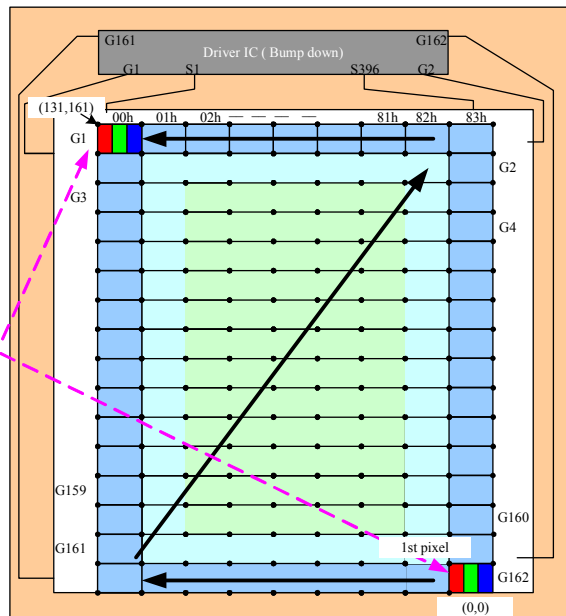 G161 G162
Driver IC ( Bump down)
G1 S1 S396 G2
(131,161) 00h 01h 02h 81h 82h 83h
G1
G2
G3
G4
G159
G160
G161 1st pixel
G162
(0,0)